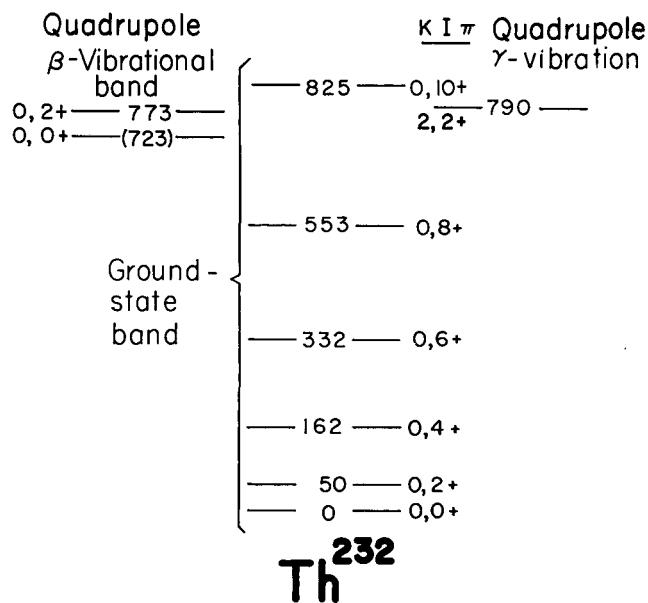 Quadrupole
β-Vibrational
band
0, 2+ 773
0, 0+ (723)
Ground-
state
band
K I π
Quadrupole
γ-vibration
825 0, 10+
790
2, 2+
553 0, 8+
332 0, 6+
162 0, 4+
50 0, 2+
0 0, 0+
Th²³²